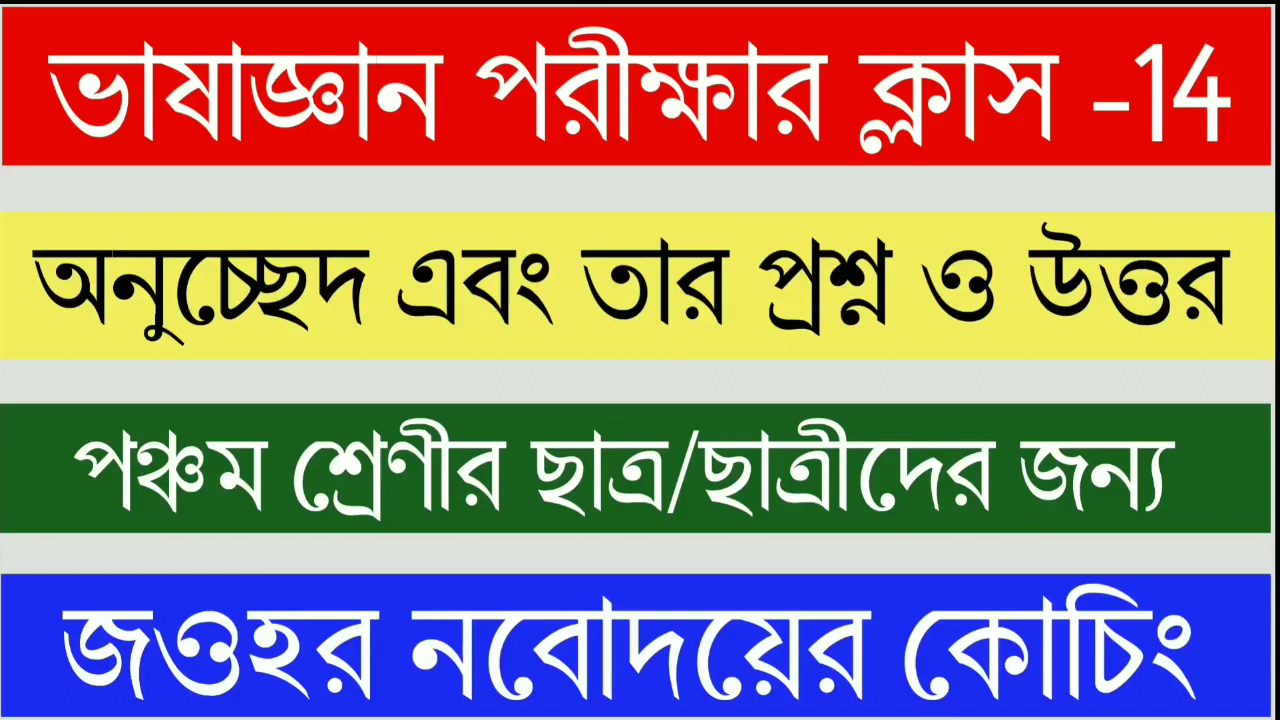 ভাষাজ্ঞান পরীক্ষার ক্লাস -14
অনুচ্ছেদ এবং তার প্রশ্ন ও উত্তর
পঞ্চম শ্রেণীর ছাত্র/ছাত্রীদের জন্য
জওহর নবোদয়ের কোচিং